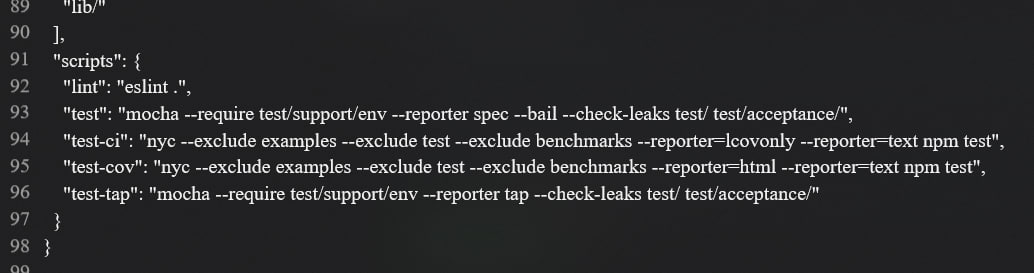 89 "lib/"
90 ],
91 "scripts": {
92 "lint": "eslint .",
93 "test": "mocha --require test/support/env --reporter spec --bail --check-leaks test/ test/acceptance/",
94 "test-ci": "nyc --exclude examples --exclude test --exclude benchmarks --reporter=lcovonly --reporter=text npm test",
95 "test-cov": "nyc --exclude examples --exclude test --exclude benchmarks --reporter=html --reporter=text npm test",
96 "test-tap": "mocha --require test/support/env --reporter tap --check-leaks test/ test/acceptance/"
97 }
98 }
99